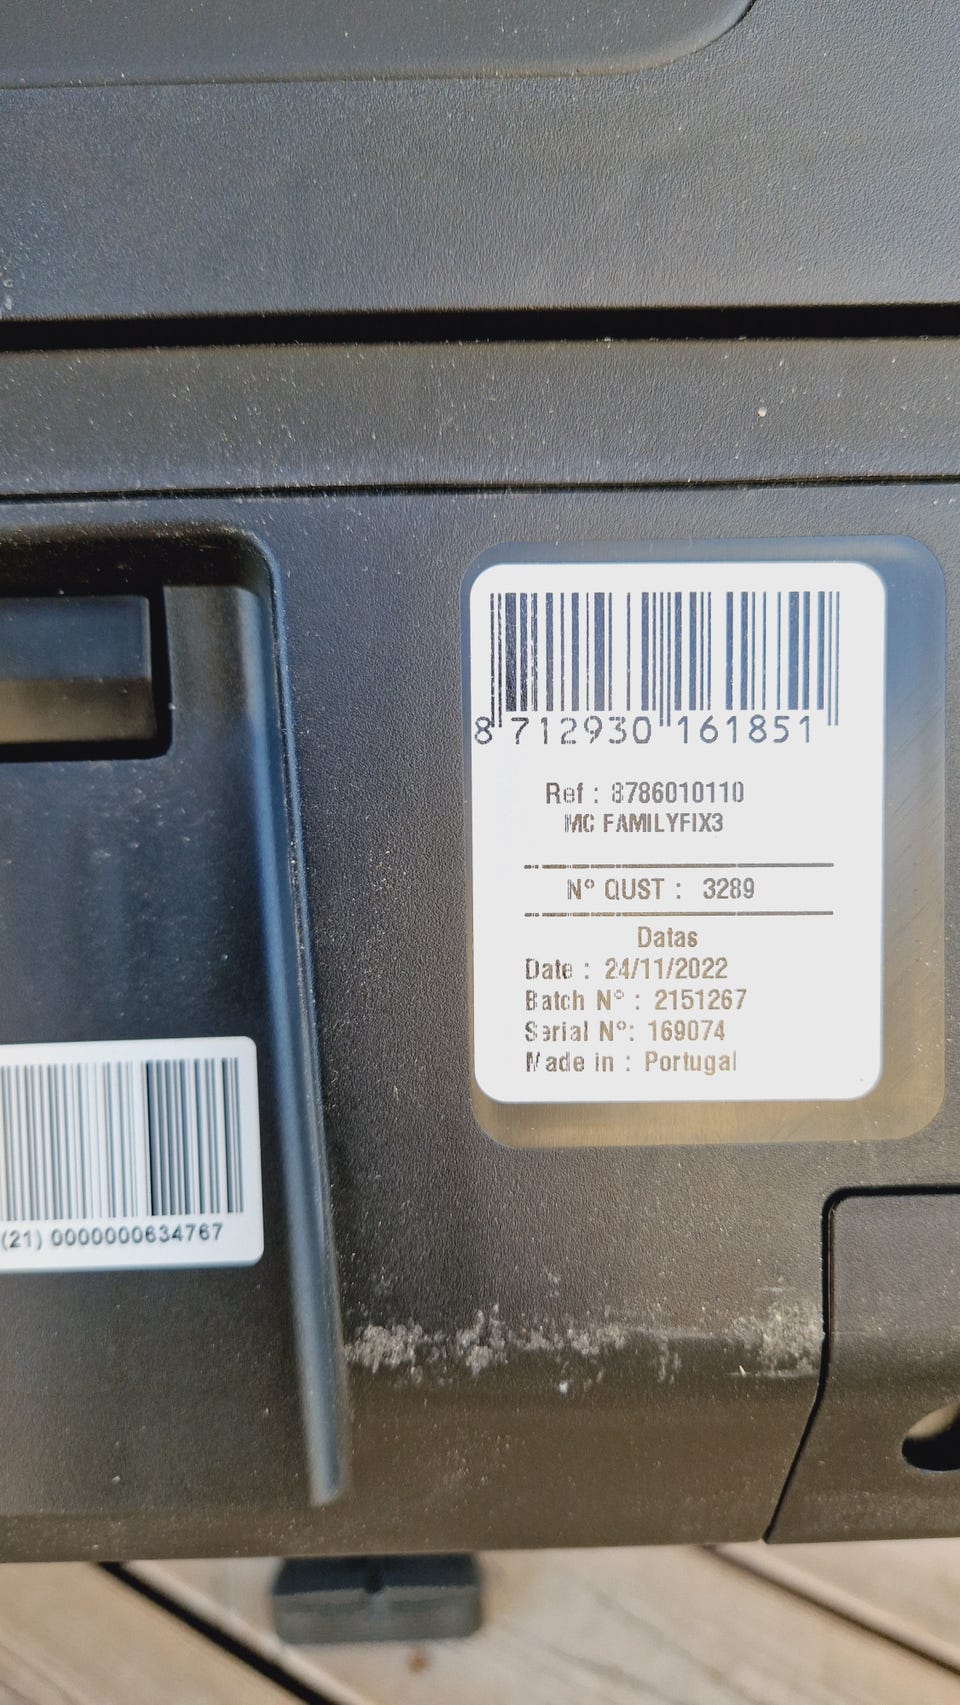 8 712930 161851
Ref : 8786010110
MC FAMILYFIX3
N° QUST : 3289
Datas
Date : 24/11/2022
Batch N° : 2151267
Serial N°: 169074
Made in : Portugal
(21) 0000000634767